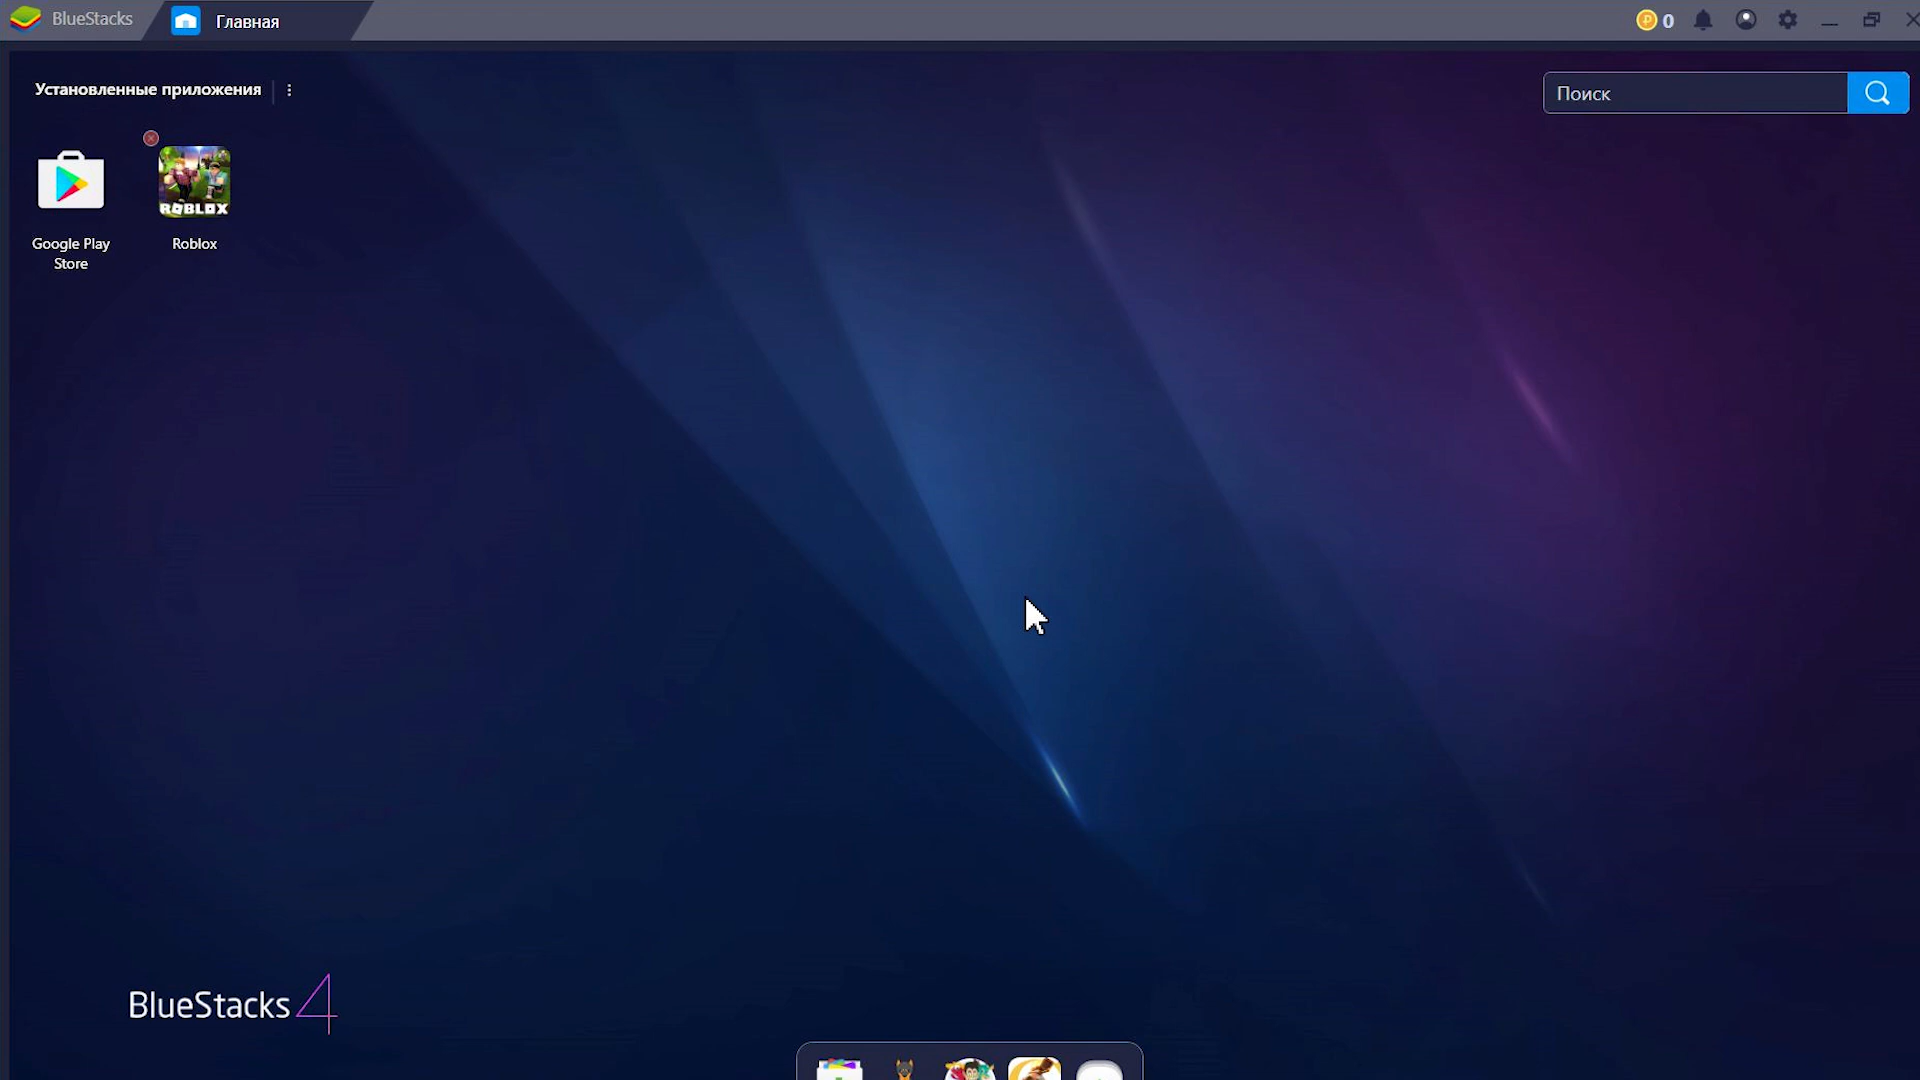 BlueStacks
Главная
0
Установленные приложения
Поиск
ROBLOX
Google Play
Store
Roblox
BlueStacks 4